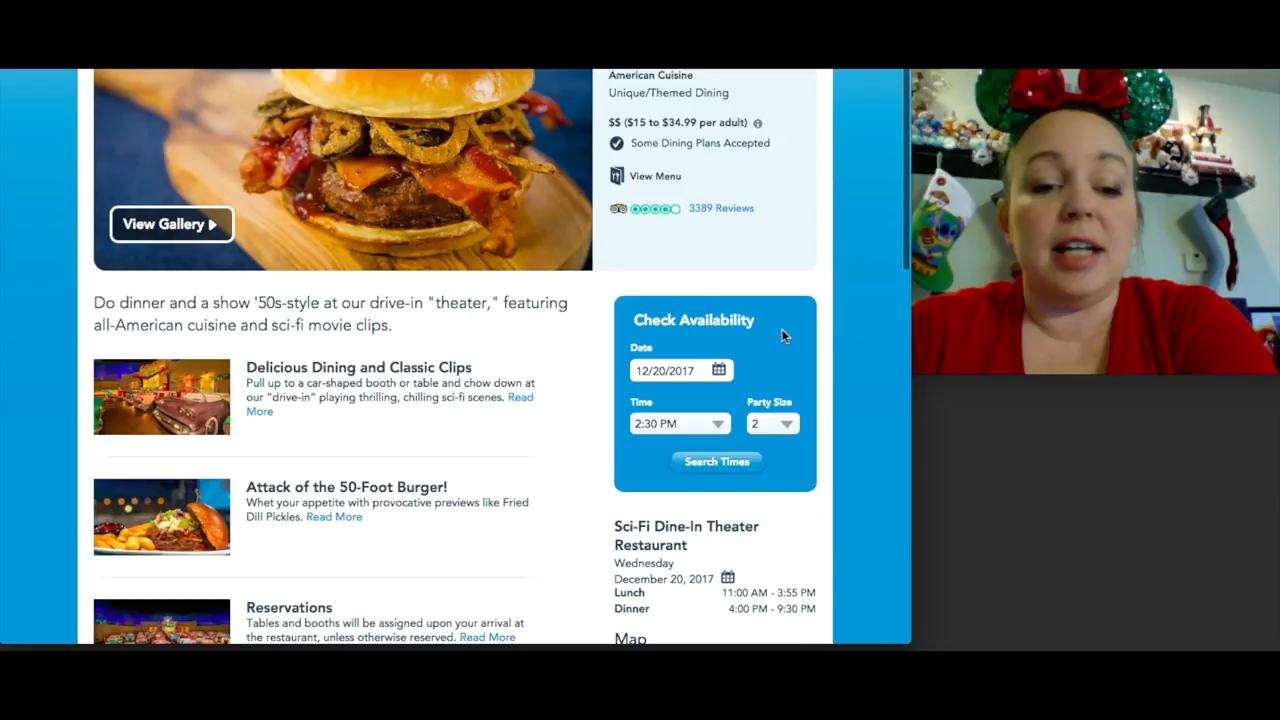 American Cuisine
Unique/Themed Dining
$$ ($15 to $34.99 per adult)
Some Dining Plans Accepted
View Menu
3389 Reviews
View Gallery
Do dinner and a show '50s-style at our drive-in "theater," featuring
all-American cuisine and sci-fi movie clips.
Delicious Dining and Classic Clips
Pull up to a car-shaped booth or table and chow down at
our "drive-in" playing thrilling, chilling sci-fi scenes. Read
More
Attack of the 50-Foot Burger!
Whet your appetite with provocative previews like Fried
Dill Pickles. Read More
Reservations
Tables and booths will be assigned upon your arrival at
the restaurant, unless otherwise reserved. Read More
Check Availability
Date
12/20/2017
Time Party Size
2:30 PM 2
Search Times
Sci-Fi Dine-In Theater
Restaurant
Wednesday
December 20, 2017
Lunch 11:00 AM - 3:55 PM
Dinner 4:00 PM - 9:30 PM
Map